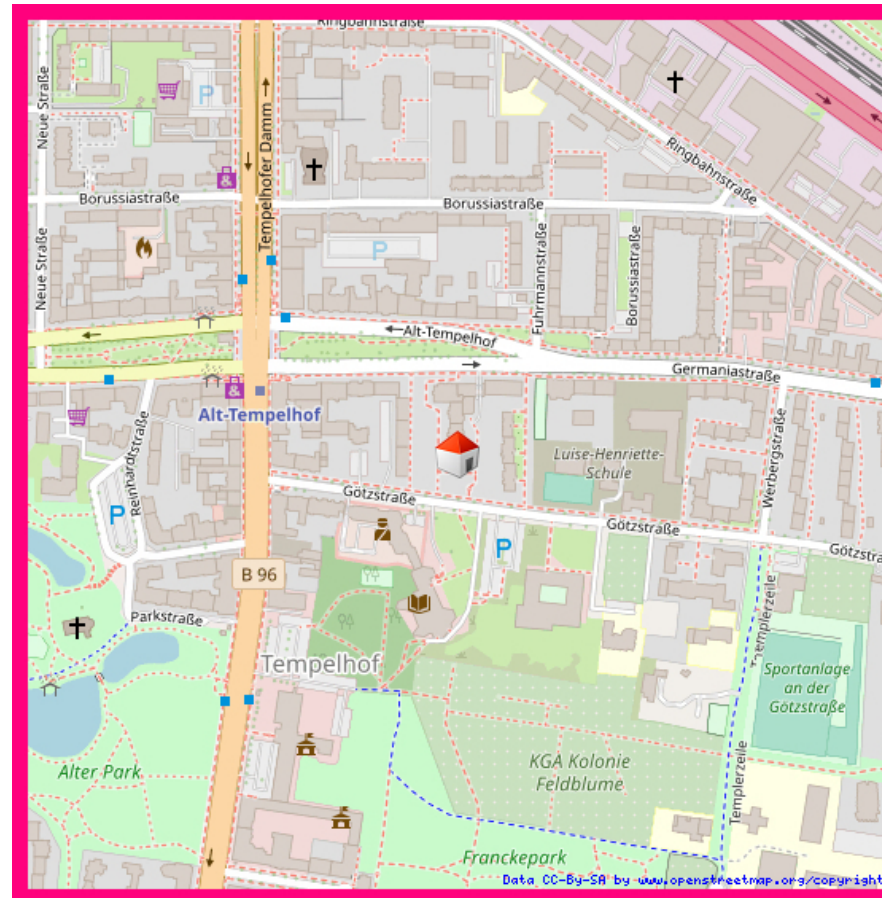 Ringbahnstraße
Neue Straße
P
Tempelhofer Damm
Ringbahnstraße
Borussiastraße
Borussiastraße
Neue Straße
P
Fuhrmannstraße
Borussiastraße
Alt-Tempelhof
Germaniastraße
Alt-Tempelhof
Reinhardtstraße
Luise-Henriette-
Schule
Werbergstraße
Götzstraße
P
Götzstraße
P
Götzstra
B 96
Parkstraße
Templerzeile
Tempelhof
Sportanlage
an der
Götzstraße
KGA Kolonie
Feldblume
Alter Park
Templerzeile
Franckepark
Data CC-By-SA by www.openstreetmap.org/copyright